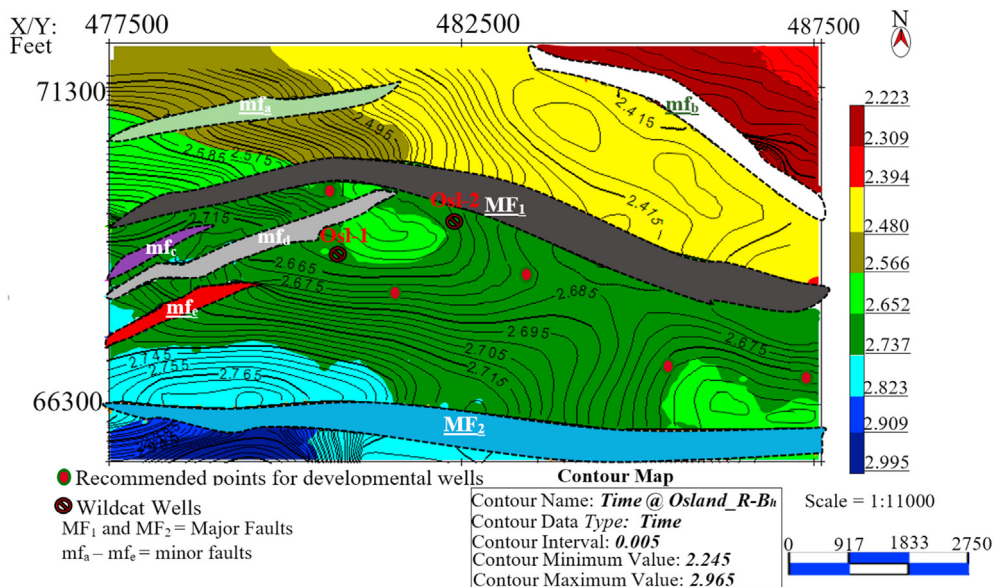 X/Y:
Feet
477500
482500
487500
N
71300
66300
mfₐ
mf_b
2.415
2.495
2.585
2.575
2.715
MF₁
Osl-2
2.415
mf_c
mf_d
Osl-1
2.665
2.675
mfₑ
2.685
2.695
2.705
2.715
2.675
2.745
2.755
2.765
MF₂
2.223
2.309
2.394
2.480
2.566
2.652
2.737
2.823
2.909
2.995
Recommended points for developmental wells
Wildcat Wells
MF₁ and MF₂ = Major Faults
mfₐ – mfₑ = minor faults
Contour Map
Contour Name: Time @ Osland_R-Bₕ
Contour Data Type: Time
Contour Interval: 0.005
Contour Minimum Value: 2.245
Contour Maximum Value: 2.965
Scale = 1:11000
0 917 1833 2750